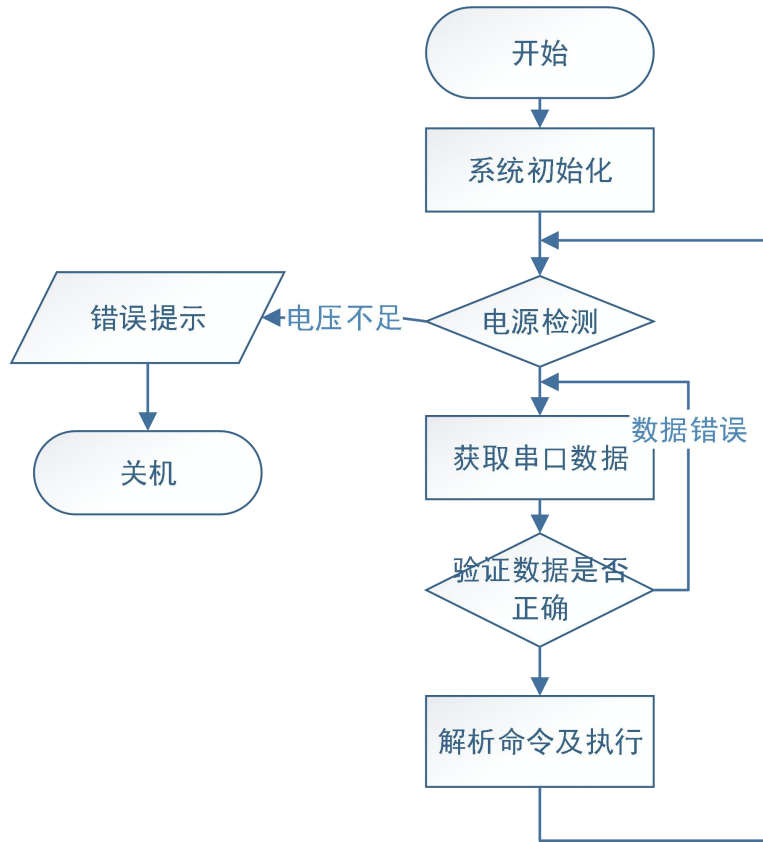 开始
系统初始化
错误提示
电压不足
电源检测
数据错误
获取串口数据
关机
验证数据是否
正确
解析命令及执行